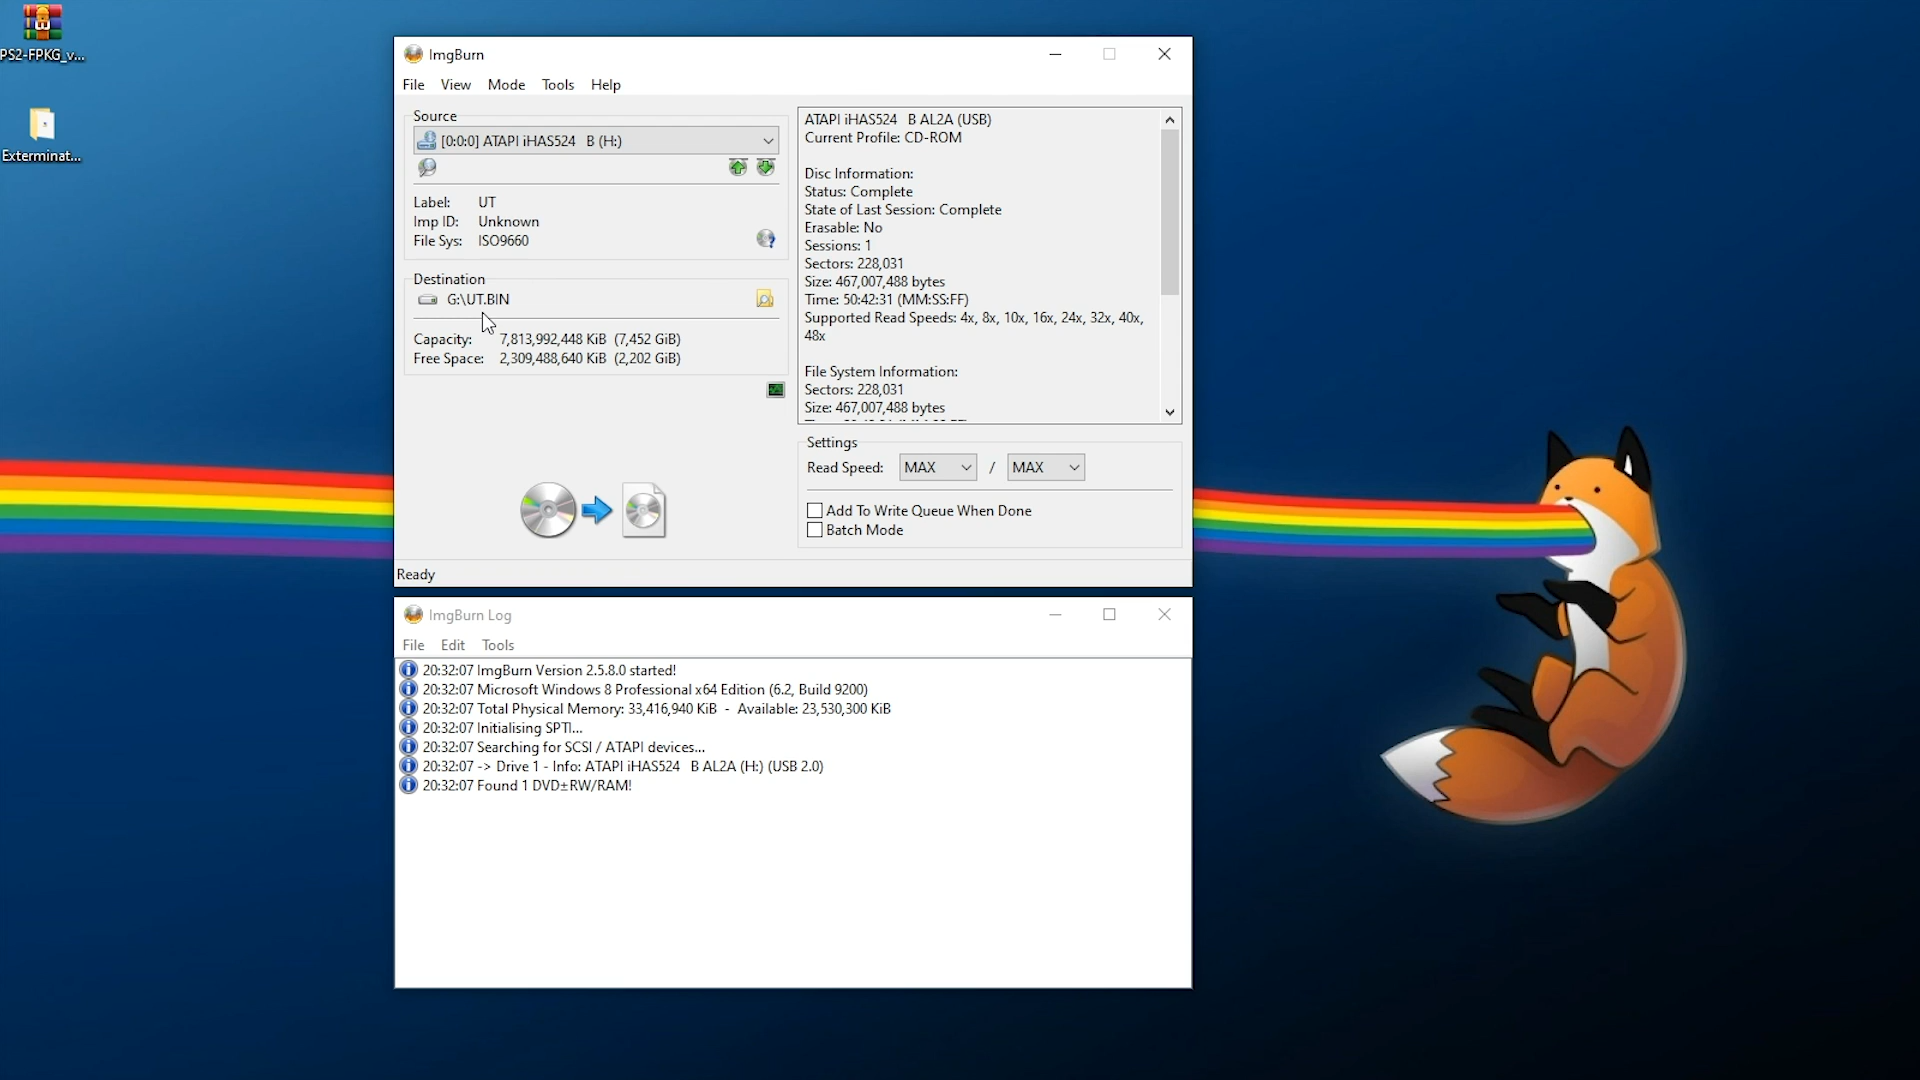 PS2-FPKG_v...
Exterminat...
ImgBurn
File View Mode Tools Help
Source
[0:0:0] ATAPI iHAS524 B (H:)
Label: UT
Imp ID: Unknown
File Sys: ISO9660
Destination
G:\UT.BIN
Capacity: 7,813,992,448 KiB (7,452 GiB)
Free Space: 2,309,488,640 KiB (2,202 GiB)
ATAPI iHAS524 B AL2A (USB)
Current Profile: CD-ROM
Disc Information:
Status: Complete
State of Last Session: Complete
Erasable: No
Sessions: 1
Sectors: 228,031
Size: 467,007,488 bytes
Time: 50:42:31 (MM:SS:FF)
Supported Read Speeds: 4x, 8x, 10x, 16x, 24x, 32x, 40x,
48x
File System Information:
Sectors: 228,031
Size: 467,007,488 bytes
Settings
Read Speed: MAX / MAX
Add To Write Queue When Done
Batch Mode
Ready
ImgBurn Log
File Edit Tools
20:32:07 ImgBurn Version 2.5.8.0 started!
20:32:07 Microsoft Windows 8 Professional x64 Edition (6.2, Build 9200)
20:32:07 Total Physical Memory: 33,416,940 KiB - Available: 23,530,300 KiB
20:32:07 Initialising SPTI...
20:32:07 Searching for SCSI / ATAPI devices...
20:32:07 -> Drive 1 - Info: ATAPI iHAS524 B AL2A (H:) (USB 2.0)
20:32:07 Found 1 DVD±RW/RAM!